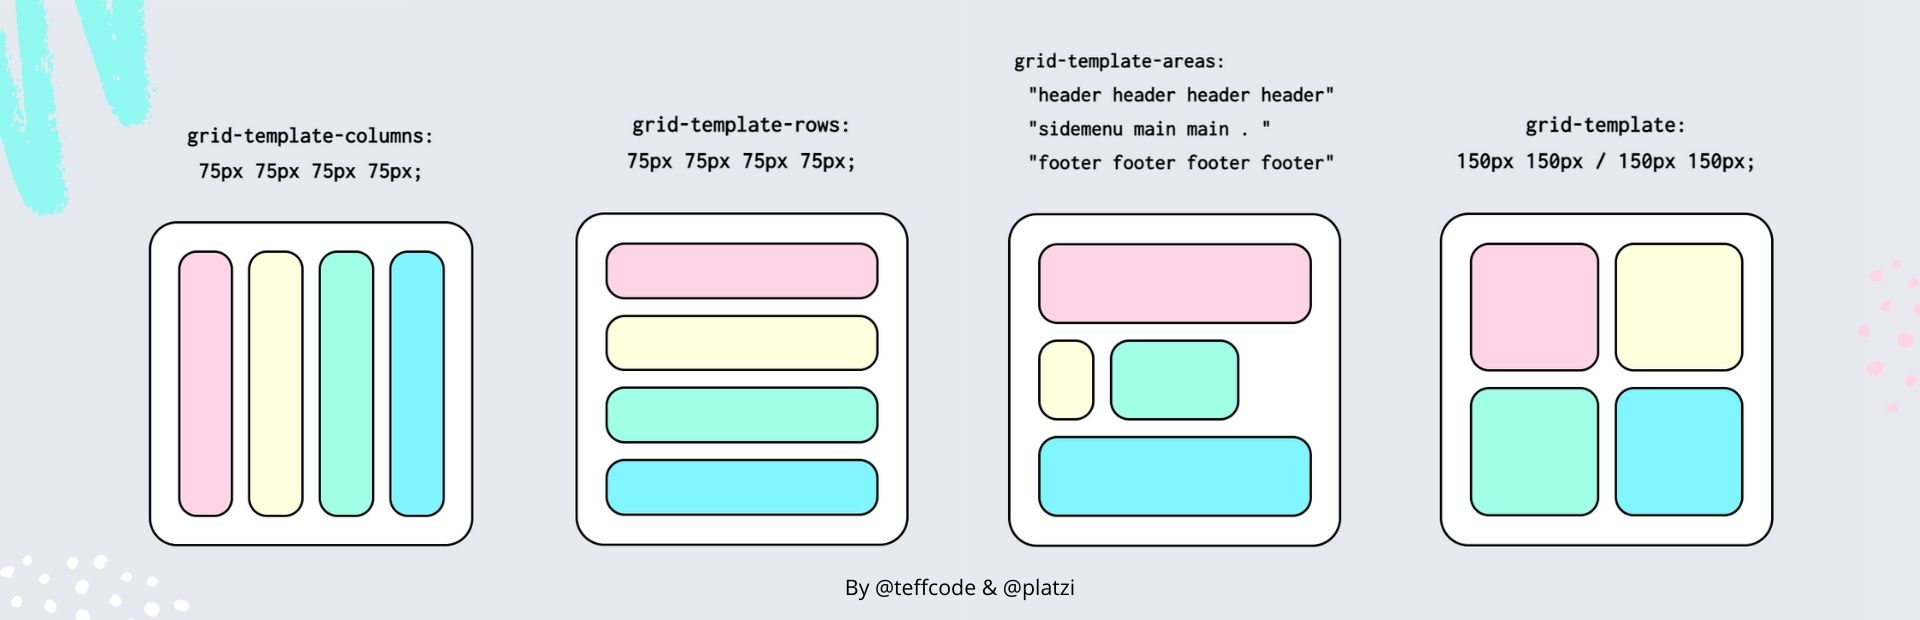 grid-template-columns:
75px 75px 75px 75px;
grid-template-rows:
75px 75px 75px 75px;
grid-template-areas:
"header header header header"
"sidemenu main main . "
"footer footer footer footer"
grid-template:
150px 150px / 150px 150px;
By @teffcode & @platzi